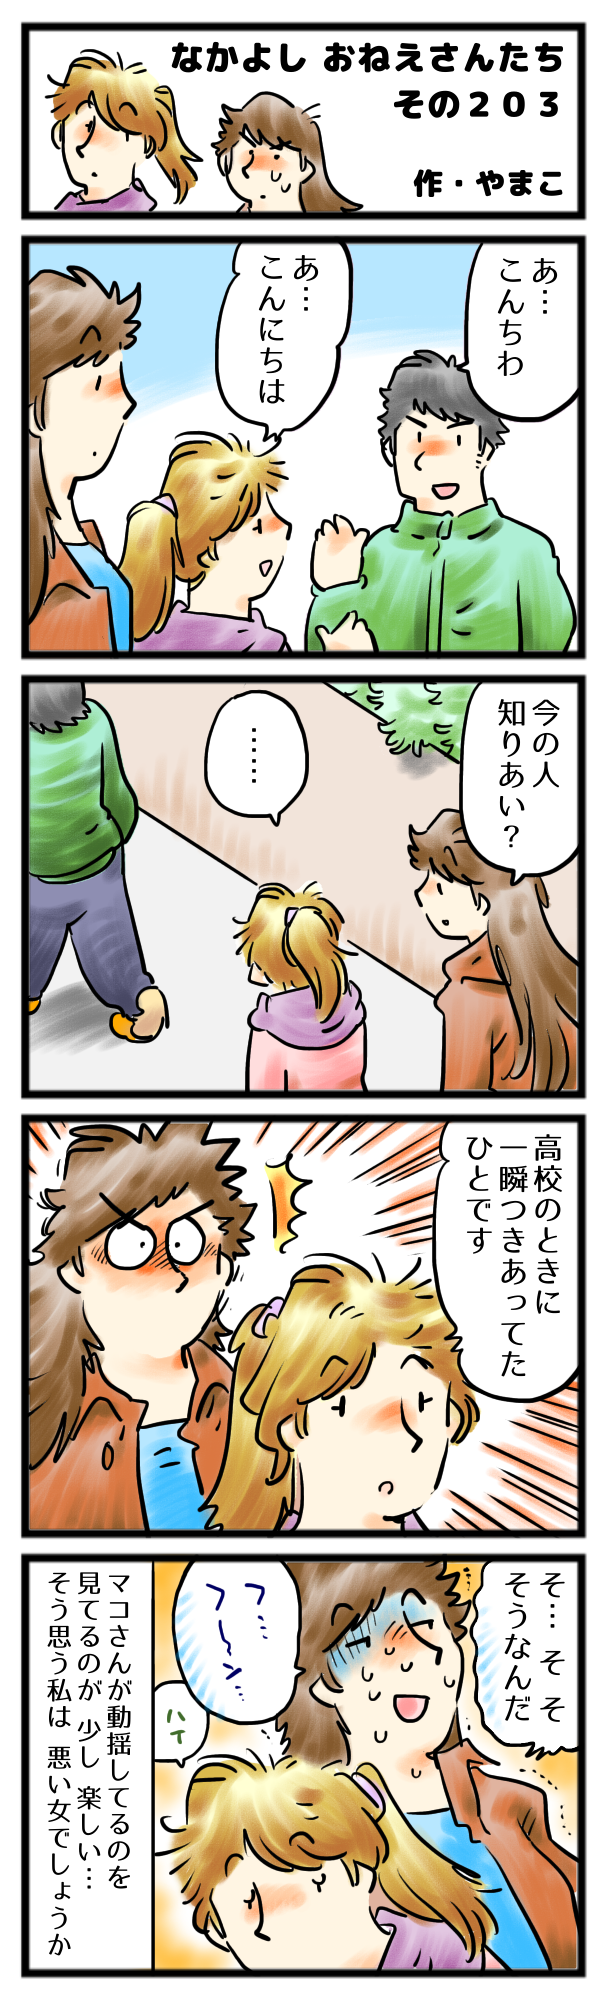 なかよし おねえさんたち
その２０３
作・やまこ
あ…
こんちわ
あ…
こんにちは
今の人
知りあい？
……
高校のときに
一瞬つきあってた
ひとです
そ… そ そ
そうなんだ
フ…
フーン…
ハイ
マコさんが動揺してるのを
見てるのが 少し 楽しい…
そう思う私は 悪い女でしょうか